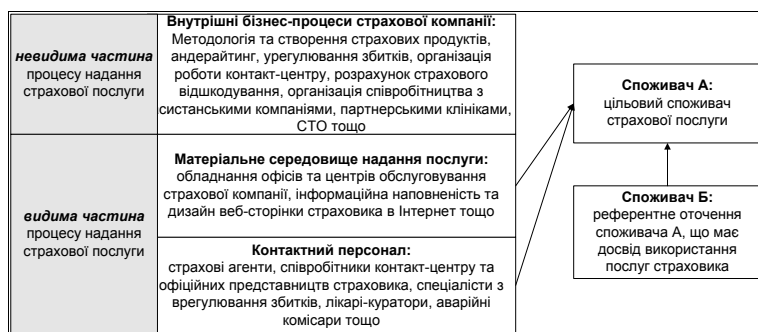 невидима частина
процесу надання
страхової послуги
Внутрішні бізнес-процеси страхової компанії:
Методологія та створення страхових продуктів,
андерайтинг, урегулювання збитків, організація
роботи контакт-центру, розрахунок страхового
відшкодування, організація співробітництва з
систанськими компаніями, партнерськими клініками,
СТО тощо
видима частина
процесу надання
страхової послуги
Матеріальне середовище надання послуги:
обладнання офісів та центрів обслуговування
страхової компанії, інформаційна наповненість та
дизайн веб-сторінки страховика в Інтернет тощо
Контактний персонал:
страхові агенти, співробітники контакт-центру та
офіційних представництв страховика, спеціалісти з
врегулювання збитків, лікарі-куратори, аварійні
комісари тощо
Споживач А:
цільовий споживач
страхової послуги
Споживач Б:
референтне оточення
споживача А, що має
досвід використання
послуг страховика